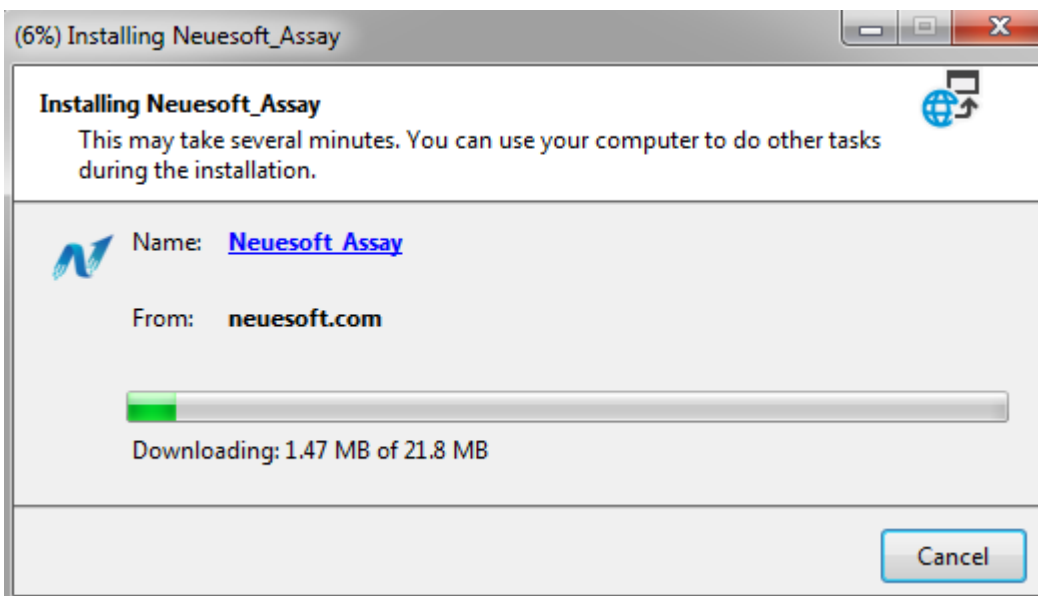 (6%) Installing Neuesoft_Assay
Installing Neuesoft_Assay
This may take several minutes. You can use your computer to do other tasks
during the installation.
Name: Neuesoft_Assay
From: neuesoft.com
Downloading: 1.47 MB of 21.8 MB
Cancel